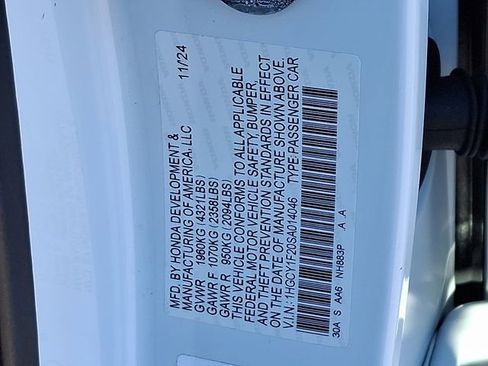 MFD. BY HONDA DEVELOPMENT & 11/24
MANUFACTURING OF AMERICA, LLC
GVWR 1960KG (4321LBS)
GAWR F 1070KG (2358LBS)
GAWR R 950KG (2094LBS)
THIS VEHICLE CONFORMS TO ALL APPLICABLE
FEDERAL MOTOR VEHICLE SAFETY, BUMPER,
AND THEFT PREVENTION STANDARDS IN EFFECT
ON THE DATE OF MANUFACTURE SHOWN ABOVE.
V.I.N.: 1HGCY1F20SA014046 TYPE:PASSENGER CAR
30A S AA6 NH883P A A